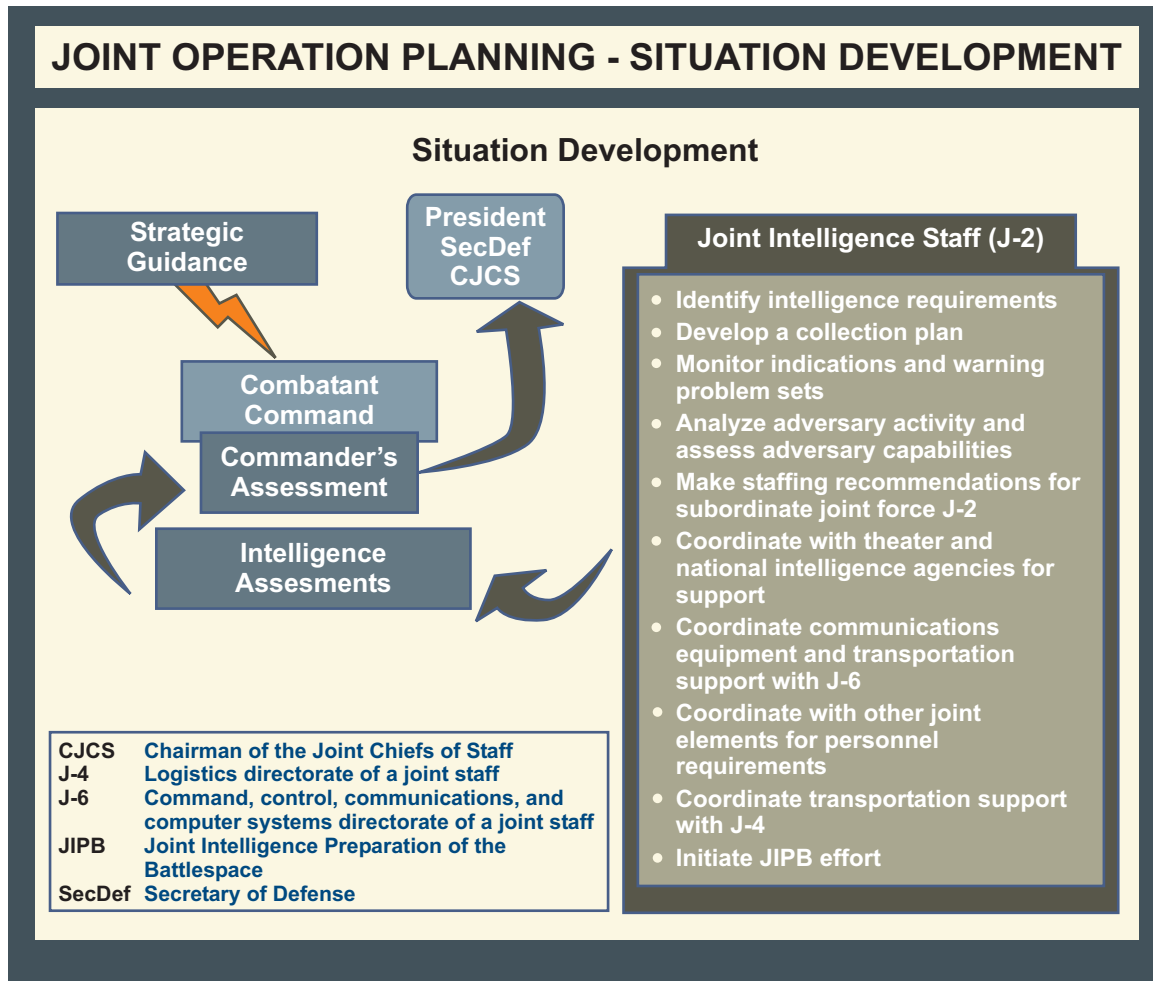 JOINT OPERATION PLANNING - SITUATION DEVELOPMENT
Situation Development
Strategic
Guidance
President
SecDef
CJCS
Combatant
Command
Commander's
Assessment
Intelligence
Assesments
Joint Intelligence Staff (J-2)
• Identify intelligence requirements
• Develop a collection plan
• Monitor indications and warning
problem sets
• Analyze adversary activity and
assess adversary capabilities
• Make staffing recommendations for
subordinate joint force J-2
• Coordinate with theater and
national intelligence agencies for
support
• Coordinate communications
equipment and transportation
support with J-6
• Coordinate with other joint
elements for personnel
requirements
• Coordinate transportation support
with J-4
• Initiate JIPB effort
CJCS Chairman of the Joint Chiefs of Staff
J-4 Logistics directorate of a joint staff
J-6 Command, control, communications, and
computer systems directorate of a joint staff
JIPB Joint Intelligence Preparation of the
Battlespace
SecDef Secretary of Defense